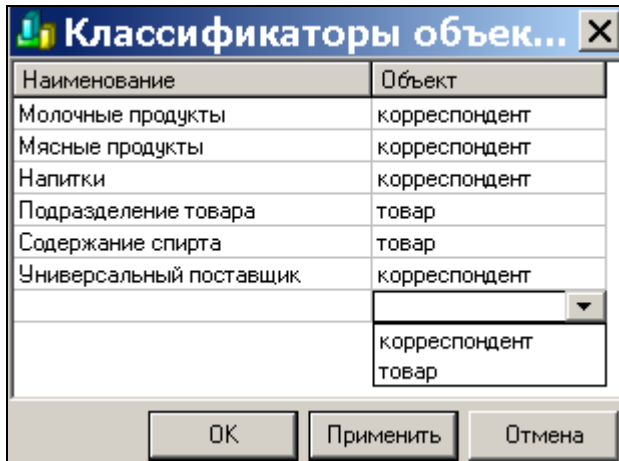 Классификаторы объек...
Наименование Объект
Молочные продукты корреспондент
Мясные продукты корреспондент
Напитки корреспондент
Подразделение товара товар
Содержание спирта товар
Универсальный поставщик корреспондент
корреспондент
товар
OK Применить Отмена